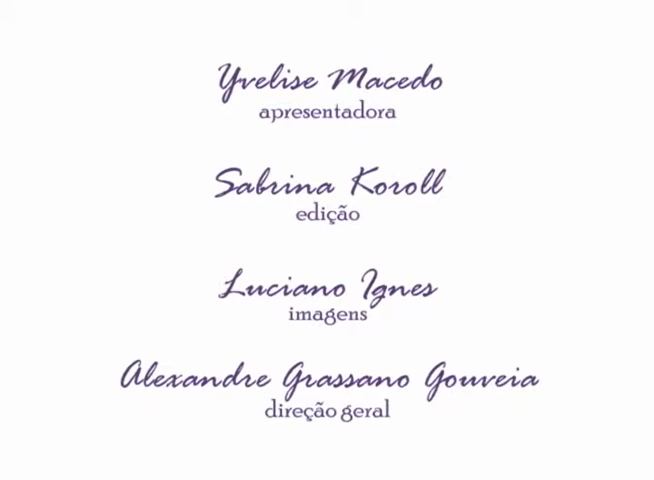 Yvelise Macedo
apresentadora
Sabrina Koroll
edição
Luciano Ignes
imagens
Alexandre Grassano Gouveia
direção geral